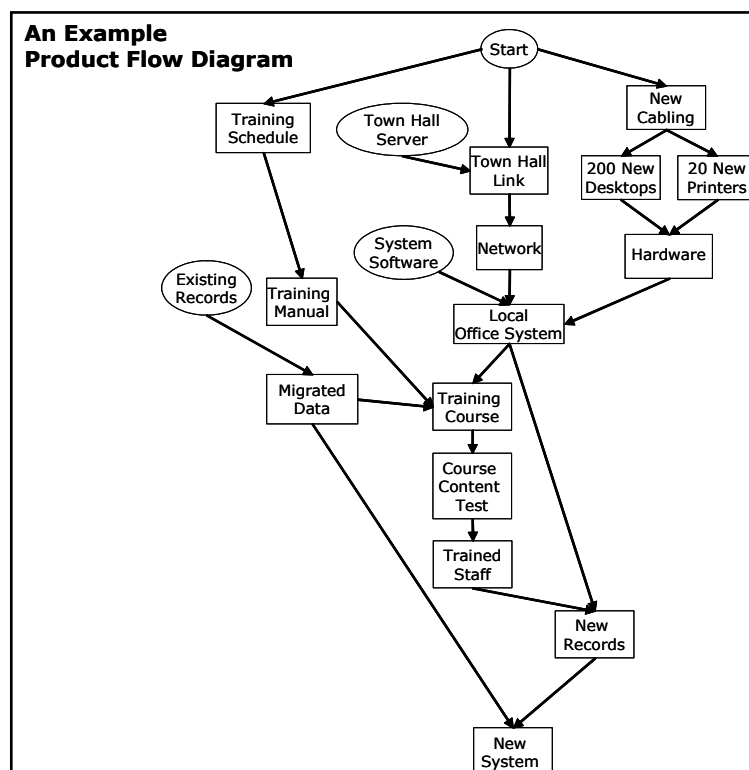 An Example
Product Flow Diagram
Start
Training
Schedule
Town Hall
Server
New
Cabling
Town Hall
Link
200 New
Desktops
20 New
Printers
System
Software
Network
Hardware
Existing
Records
Training
Manual
Local
Office System
Migrated
Data
Training
Course
Course
Content
Test
Trained
Staff
New
Records
New
System